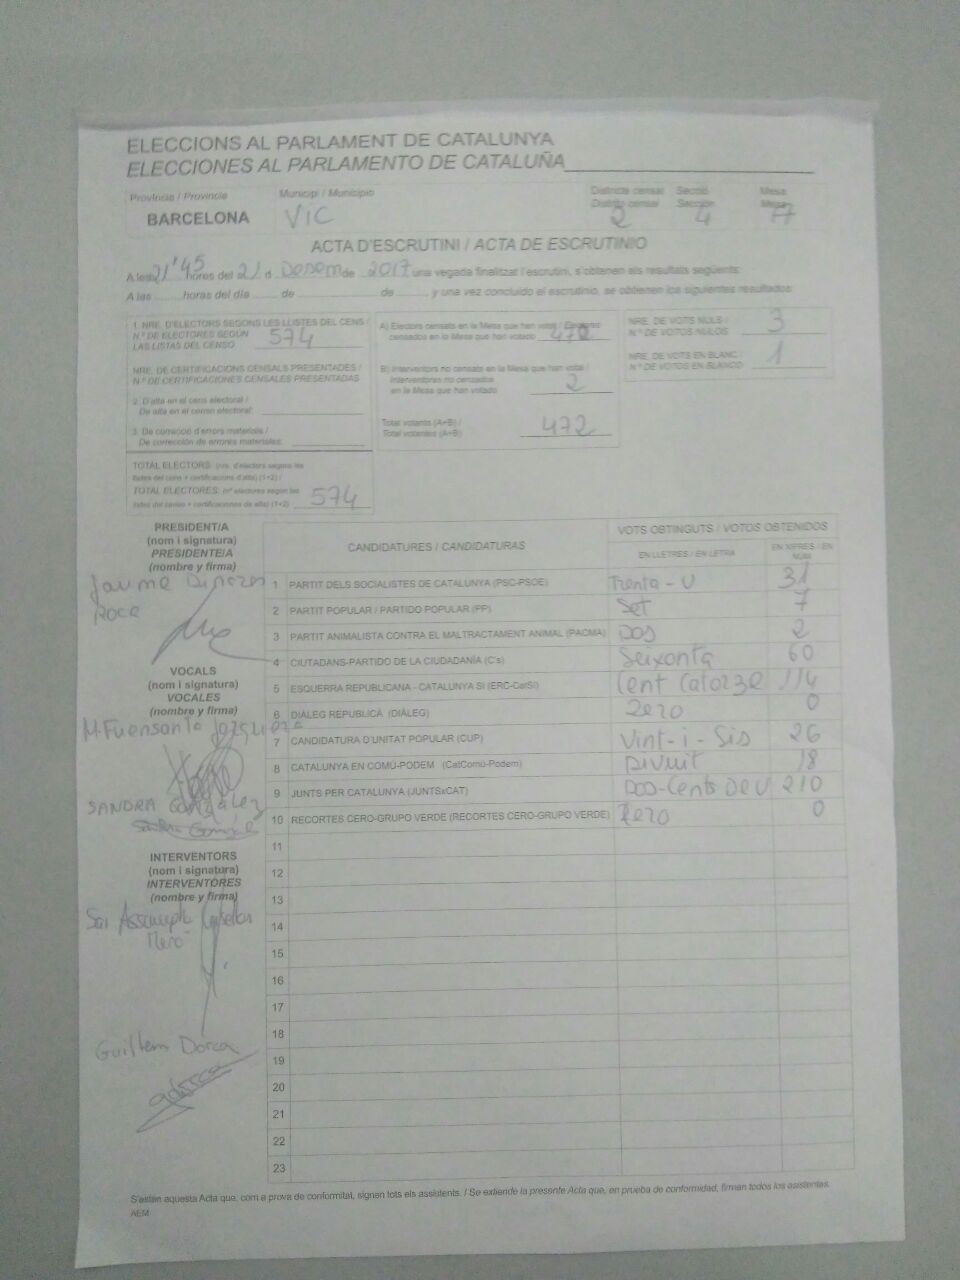 ELECCIONS AL PARLAMENT DE CATALUNYA
ELECCIONES AL PARLAMENTO DE CATALUÑA
Província / Provincia
BARCELONA
Municipi / Municipio
VIC
Districte censal
Distrito censal
2
Secció
Sección
4
Mesa
Mesa
A
ACTA D'ESCRUTINI / ACTA DE ESCRUTINIO
A les 21'45 hores del 21 d Desem de 2017 una vegada finalitzat l'escrutini, s'obtenen els resultats següents:
A las horas del día de de y una vez concluido el escrutinio, se obtienen los siguientes resultados:
1. NRE. D'ELECTORS SEGONS LES LLISTES DEL CENS /
Nº DE ELECTORES SEGÚN
LAS LISTAS DEL CENSO 574
NRE. DE CERTIFICACIONS CENSALS PRESENTADES /
Nº DE CERTIFICACIONES CENSALES PRESENTADAS
2. D'alta en el cens electoral /
De alta en el censo electoral:
3. De correcció d'errors materials /
De corrección de errores materiales:
TOTAL ELECTORS: (nre. d'electors segons les
llistes del cens + certificacions d'alta) (1+2) /
TOTAL ELECTORES: (nº electores según las
listas del censo + certificaciones de alta) (1+2) 574
A) Electors censats en la Mesa que han votat / Electores
censados en la Mesa que han votado
B) Interventors no censats en la Mesa que han votat /
Interventores no censados
en la Mesa que han votado 2
Total votants (A+B) /
Total votantes (A+B) 472
NRE. DE VOTS NULS /
Nº DE VOTOS NULOS 3
NRE. DE VOTS EN BLANC
Nº DE VOTOS EN BLANCO 1
CANDIDATURES / CANDIDATURAS
VOTS OBTINGUTS / VOTOS OBTENIDOS
EN LLETRES / EN LETRA
EN XIFRES / EN NÚM
1 PARTIT DELS SOCIALISTES DE CATALUNYA (PSC-PSOE) Trenta-U 31
2 PARTIT POPULAR / PARTIDO POPULAR (PP) Set 7
3 PARTIT ANIMALISTA CONTRA EL MALTRACTAMENT ANIMAL (PACMA) DOS 2
4 CIUTADANS-PARTIDO DE LA CIUDADANÍA (C's) Seixanta 60
5 ESQUERRA REPUBLICANA - CATALUNYA SÍ (ERC-CatSí) Cent Catorze 114
6 DIÀLEG REPUBLICÀ (DIÀLEG) Zero 0
7 CANDIDATURA D'UNITAT POPULAR (CUP) Vint-i-Sis 26
8 CATALUNYA EN COMÚ-PODEM (CatComú-Podem) Divuit 18
9 JUNTS PER CATALUNYA (JUNTSxCAT) Dos-Cents Deu 210
10 RECORTES CERO-GRUPO VERDE (RECORTES CERO-GRUPO VERDE) Zero 0
11
12
13
14
15
16
17
18
19
20
21
22
23
PRESIDENT/A
(nom i signatura)
PRESIDENTE/A
(nombre y firma)
Jaume
Roca
VOCALS
(nom i signatura)
VOCALES
(nombre y firma)
M. Fuensanta
SANDRA González
INTERVENTORS
(nom i signatura)
INTERVENTORES
(nombre y firma)
Guillem Dorca
S'estén aquesta Acta que, com a prova de conformitat, signen tots els assistents. / Se extiende la presente Acta que, en prueba de conformidad, firman todos los asistentes.
AEM